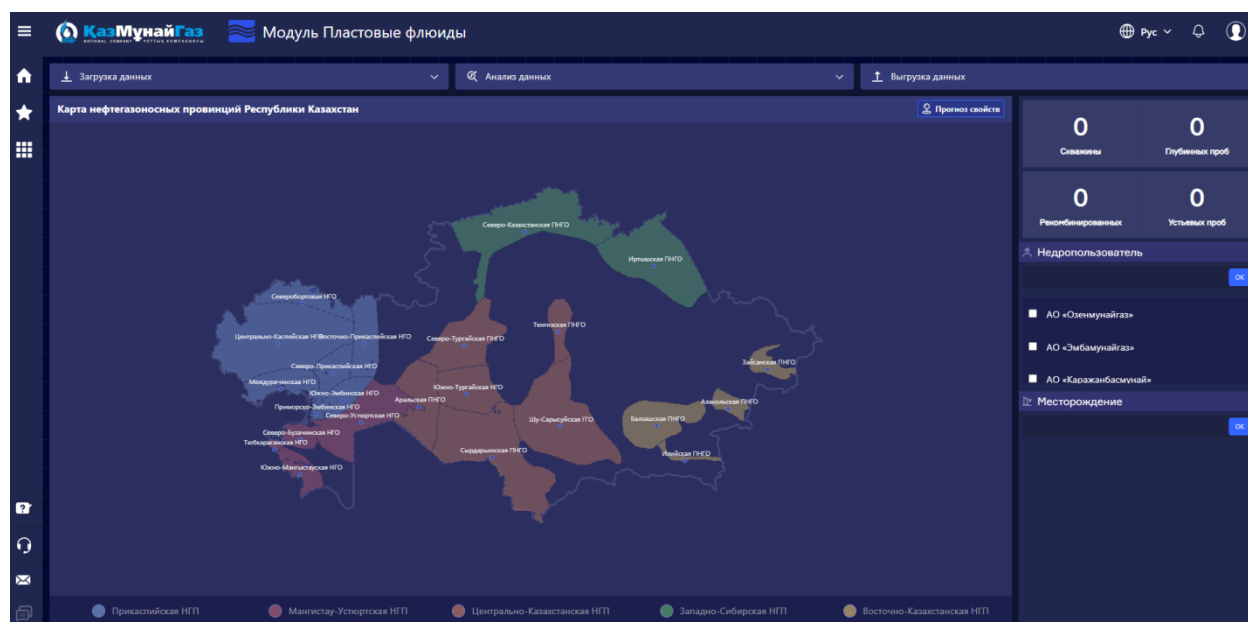 ҚазМұнайГаз
Модуль Пластовые флюиды
Рус
Загрузка данных
Анализ данных
Выгрузка данных
Карта нефтегазоносных провинций Республики Казахстан
Прогноз свойств
0
Скважины
0
Глубинных проб
0
Рекомбинированных
0
Устьевых проб
Недропользователь
ОК
АО «Озенмунайгаз»
АО «Эмбамунайгаз»
АО «Каражанбасмунай»
Месторождение
ОК
Северо-Казахстанская ПНГО
Иртышская ПНГО
Северобортовая НГО
Тенизская ПНГО
Центрально-Каспийская НГО
Восточно-Прикаспийская НГО
Северо-Тургайская ПНГО
Зайсанская ПНГО
Северо-Прикаспийская НГО
Междуреченская НГО
Южно-Тургайская НГО
Южно-Эмбинская НГО
Аральская ПНГО
Алакольская ПНГО
Приморско-Эмбинская НГО
Северо-Устюртская НГО
Шу-Сарысуйская ГО
Балхашская ПНГО
Северо-Бузачинская НГО
Тюбкараганская НГО
Сырдарьинская ПНГО
Илийская ПНГО
Южно-Мангистауская НГО
Прикаспийская НГП
Мангистау-Устюртская НГП
Центрально-Казахстанская НГП
Западно-Сибирская НГП
Восточно-Казахстанская НГП